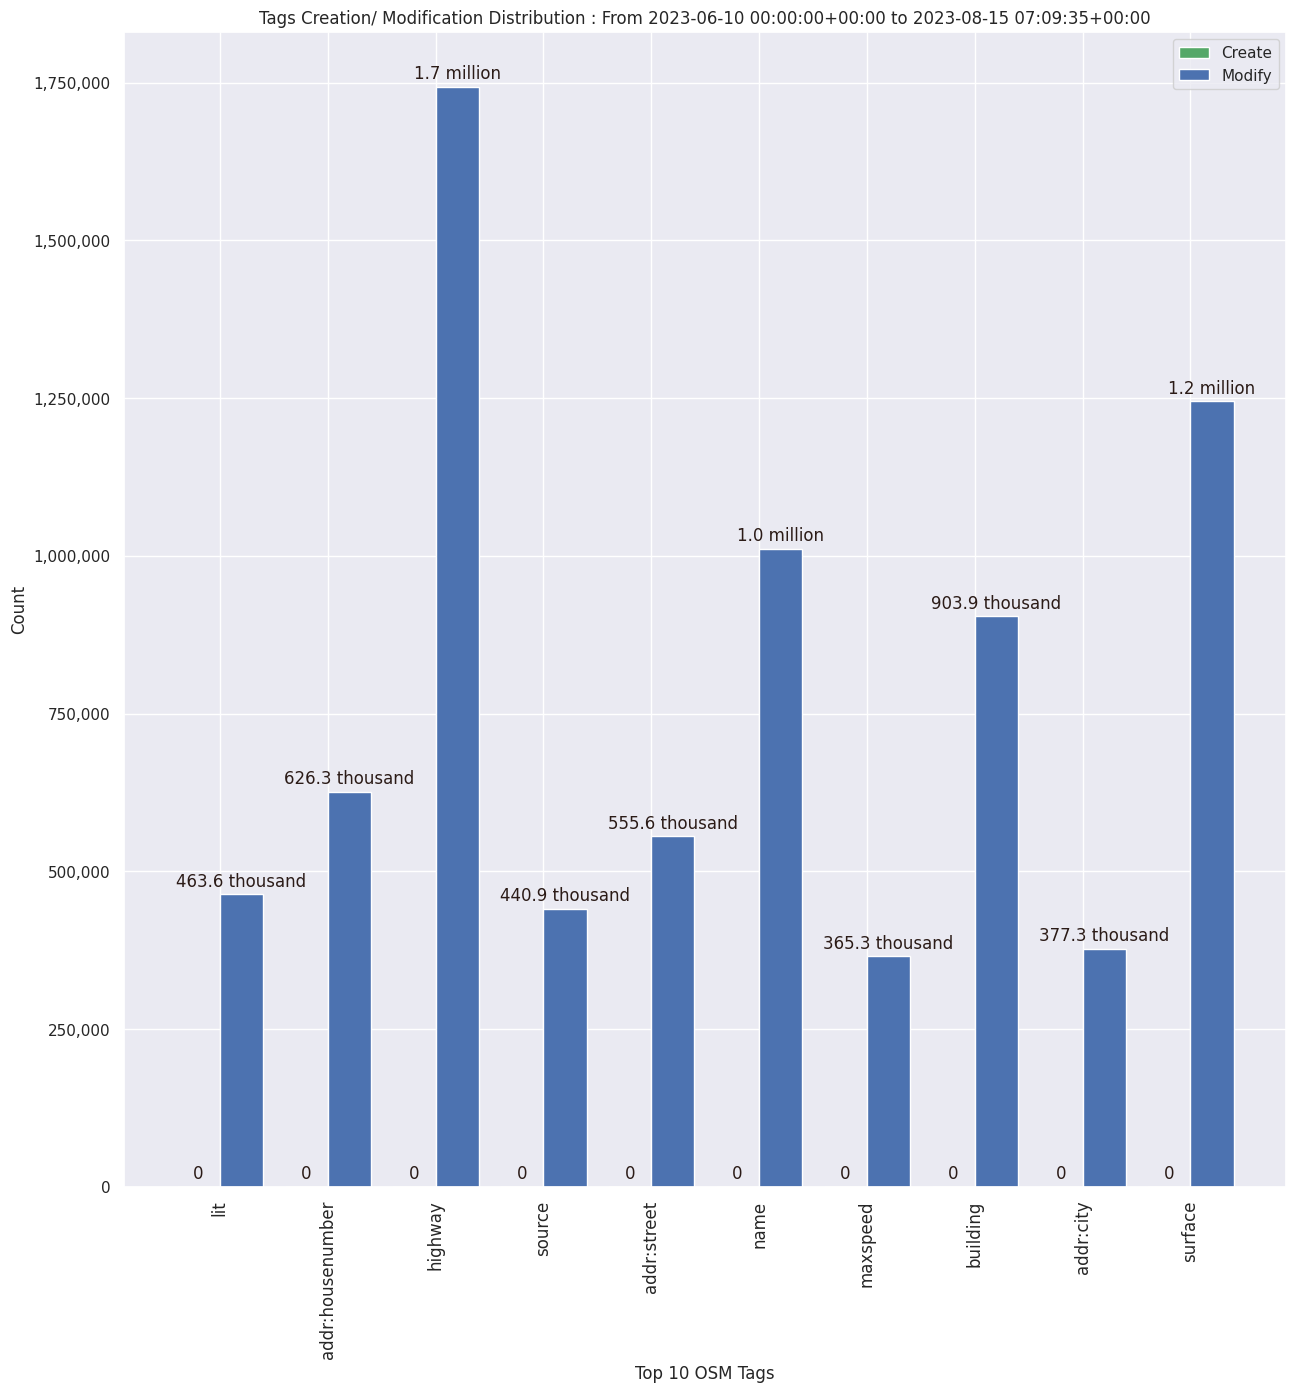 Tags Creation/ Modification Distribution : From 2023-06-10 00:00:00+00:00 to 2023-08-15 07:09:35+00:00
Create
Modify
1,750,000
1,500,000
1,250,000
1,000,000
750,000
500,000
250,000
0
Count
1.7 million
1.2 million
1.0 million
903.9 thousand
626.3 thousand
555.6 thousand
463.6 thousand
440.9 thousand
365.3 thousand
377.3 thousand
0 0 0 0 0 0 0 0 0 0
lit
addr:housenumber
highway
source
addr:street
name
maxspeed
building
addr:city
surface
Top 10 OSM Tags